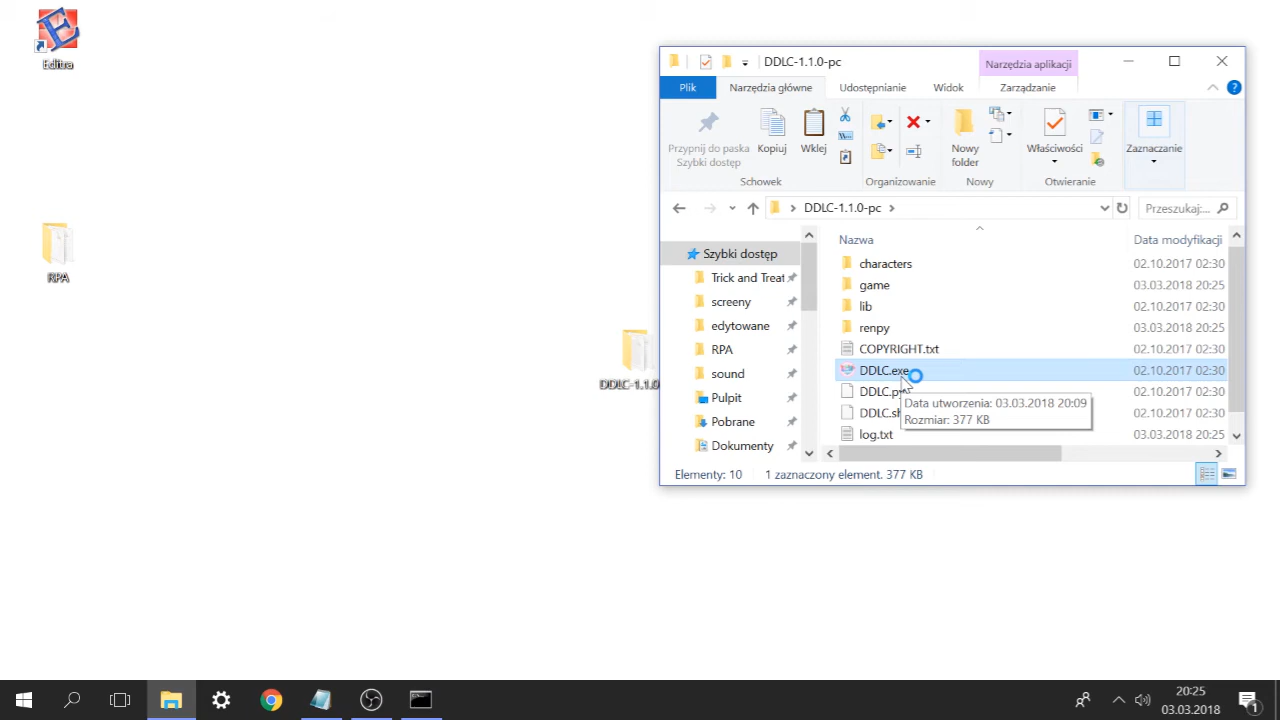 Editra
RPA
DDLC-1.1.0
DDLC-1.1.0-pc
Narzędzia aplikacji
Plik
Narzędzia główne
Udostępnianie
Widok
Zarządzanie
Przypnij do paska
Szybki dostęp
Kopiuj
Wklej
Nowy
folder
Właściwości
Zaznaczanie
Schowek
Organizowanie
Nowy
Otwieranie
DDLC-1.1.0-pc
Przeszukaj:...
Szybki dostęp
Trick and Treat
screeny
edytowane
RPA
sound
Pulpit
Pobrane
Dokumenty
Nazwa
Data modyfikacji
characters
02.10.2017 02:30
game
03.03.2018 20:25
lib
02.10.2017 02:30
renpy
03.03.2018 20:25
COPYRIGHT.txt
02.10.2017 02:30
DDLC.exe
02.10.2017 02:30
DDLC.p
02.10.2017 02:30
Data utworzenia: 03.03.2018 20:09
Rozmiar: 377 KB
DDLC.sh
02.10.2017 02:30
log.txt
03.03.2018 20:25
Elementy: 10
1 zaznaczony element. 377 KB
20:25
03.03.2018
1